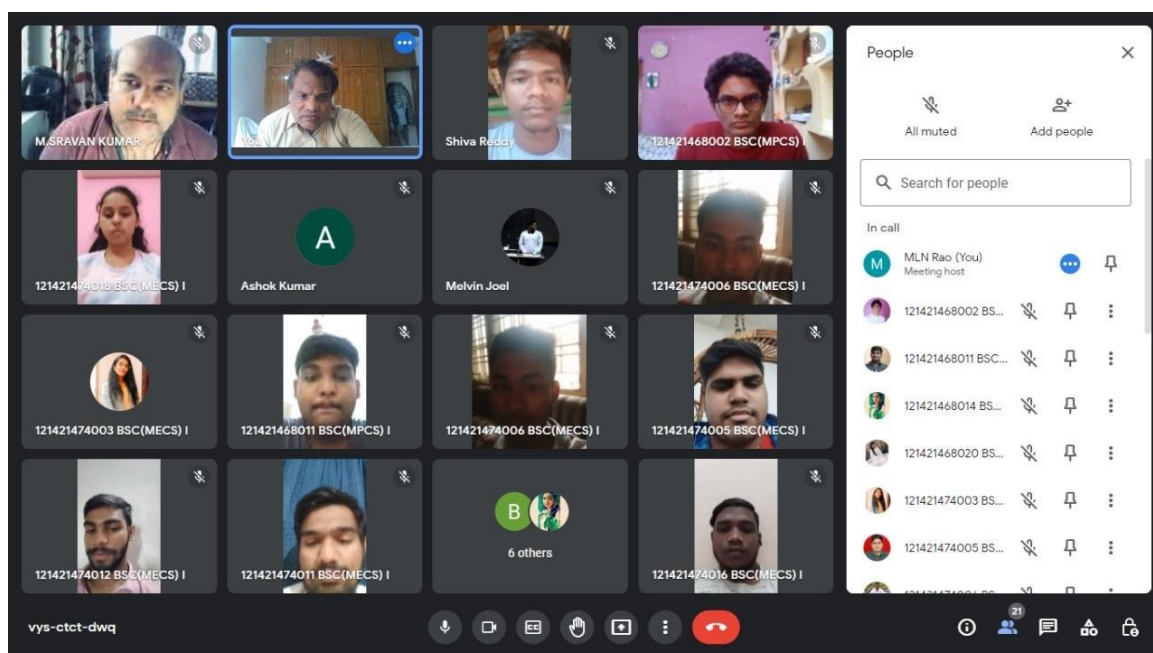 M.SRAVAN KUMAR
You
Shiva Reddy
121421468002 BSC(MPCS) I
121421474018 BSC(MECS) I
A
Ashok Kumar
Melvin Joel
121421474006 BSC(MECS) I
121421474003 BSC(MECS) I
121421468011 BSC(MPCS) I
121421474006 BSC(MECS) I
121421474005 BSC(MECS) I
121421474012 BSC(MECS) I
121421474011 BSC(MECS) I
B
6 others
121421474016 BSC(MECS) I
People
All muted
Add people
Search for people
In call
M
MLN Rao (You)
Meeting host
121421468002 BS...
121421468011 BSC...
121421468014 BS...
121421468020 BS...
121421474003 BS...
121421474005 BS...
vys-ctct-dwq
CC
21